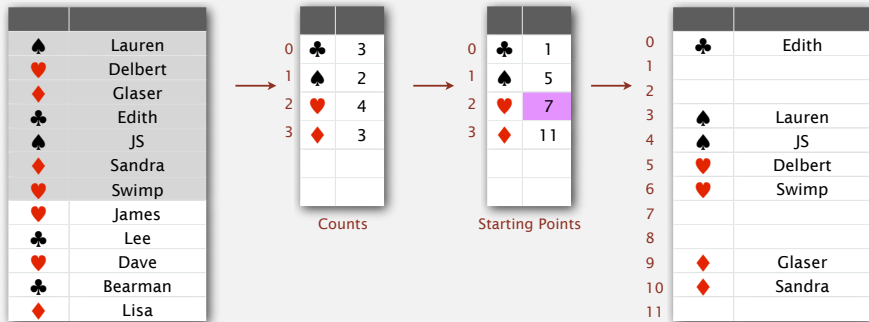 ♠ Lauren
♥ Delbert
♦ Glaser
♣ Edith
♠ JS
♦ Sandra
♥ Swimp
♥ James
♣ Lee
♥ Dave
♣ Bearman
♦ Lisa
0 ♣ 3
1 ♠ 2
2 ♥ 4
3 ♦ 3
Counts
0 ♣ 1
1 ♠ 5
2 ♥ 7
3 ♦ 11
Starting Points
0 ♣ Edith
1
2
3 ♠ Lauren
4 ♠ JS
5 ♥ Delbert
6 ♥ Swimp
7
8
9 ♦ Glaser
10 ♦ Sandra
11